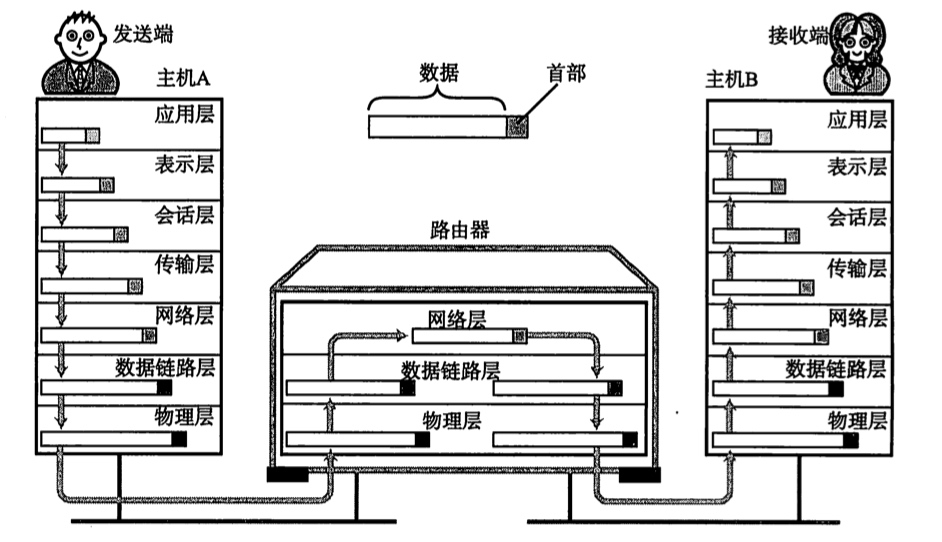 发送端
主机A
应用层
表示层
会话层
传输层
网络层
数据链路层
物理层
数据
首部
路由器
网络层
数据链路层
物理层
接收端
主机B
应用层
表示层
会话层
传输层
网络层
数据链路层
物理层